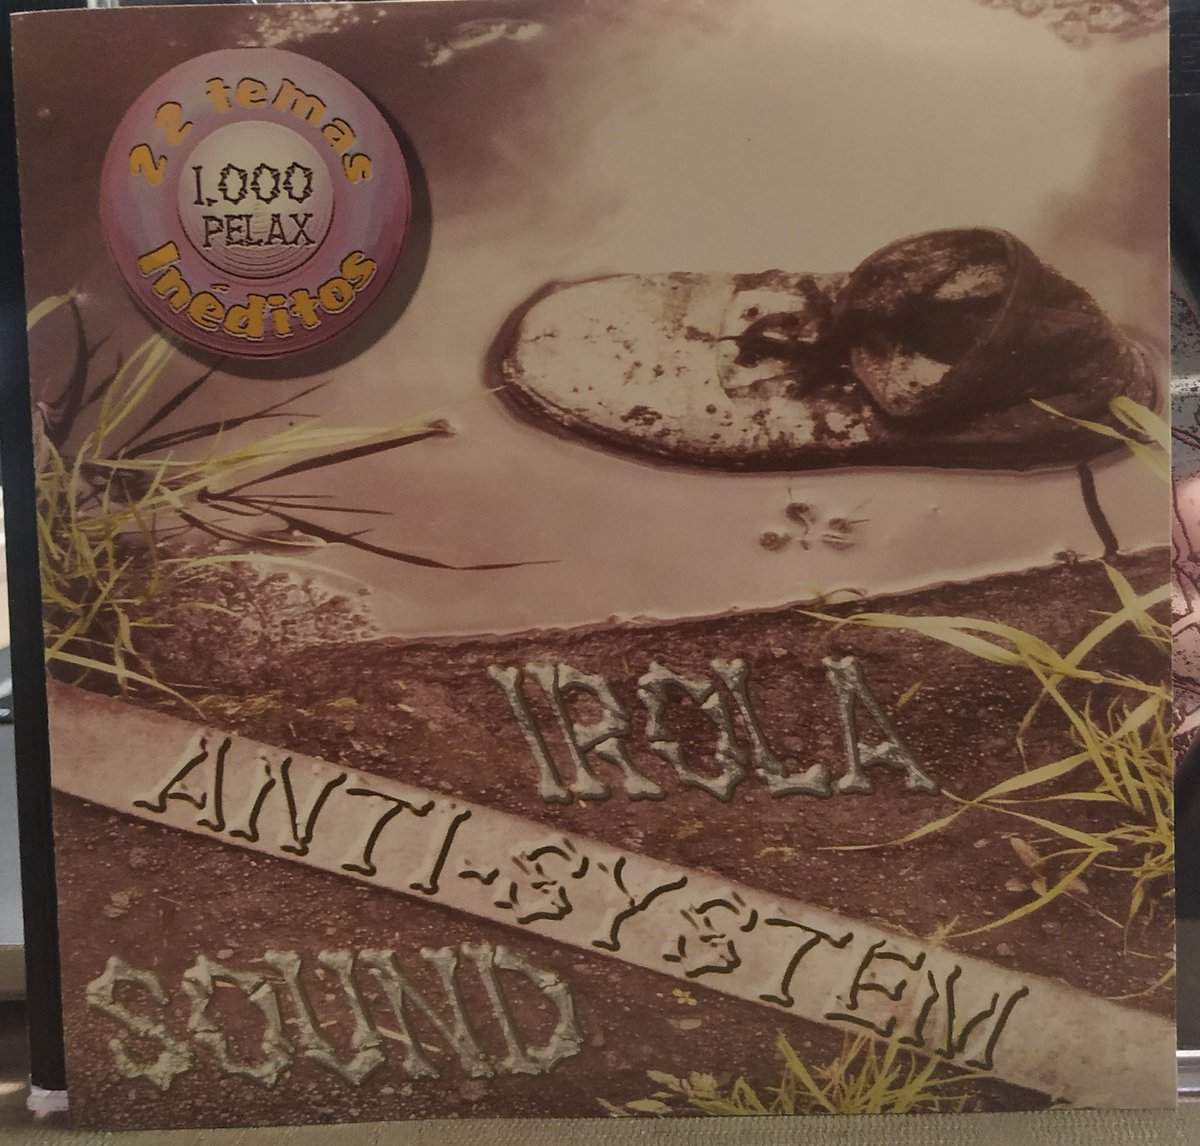 22 temas
1.000
PELAX
Inéditos
IROLA
ANTI-SYSTEM
SOUND